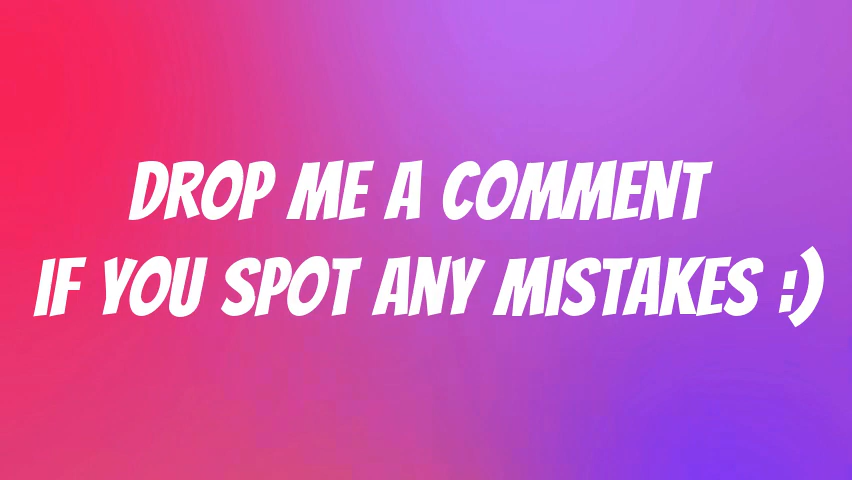 DROP ME A COMMENT
IF YOU SPOT ANY MISTAKES :)